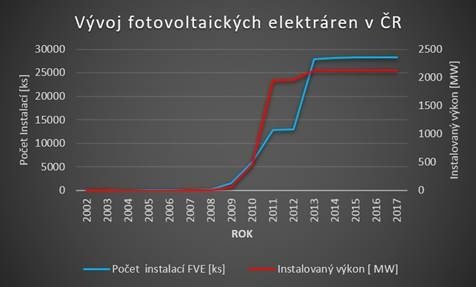 Vývoj fotovoltaických elektráren v ČR
Počet Instalací [ks]
30000
25000
20000
15000
10000
5000
0
2500
2000
1500
1000
500
0
Instalovaný výkon [MW]
2002 2003 2004 2005 2006 2007 2008 2009 2010 2011 2012 2013 2014 2015 2016 2017
ROK
Počet instalací FVE [ks] Instalovaný výkon [ MW]